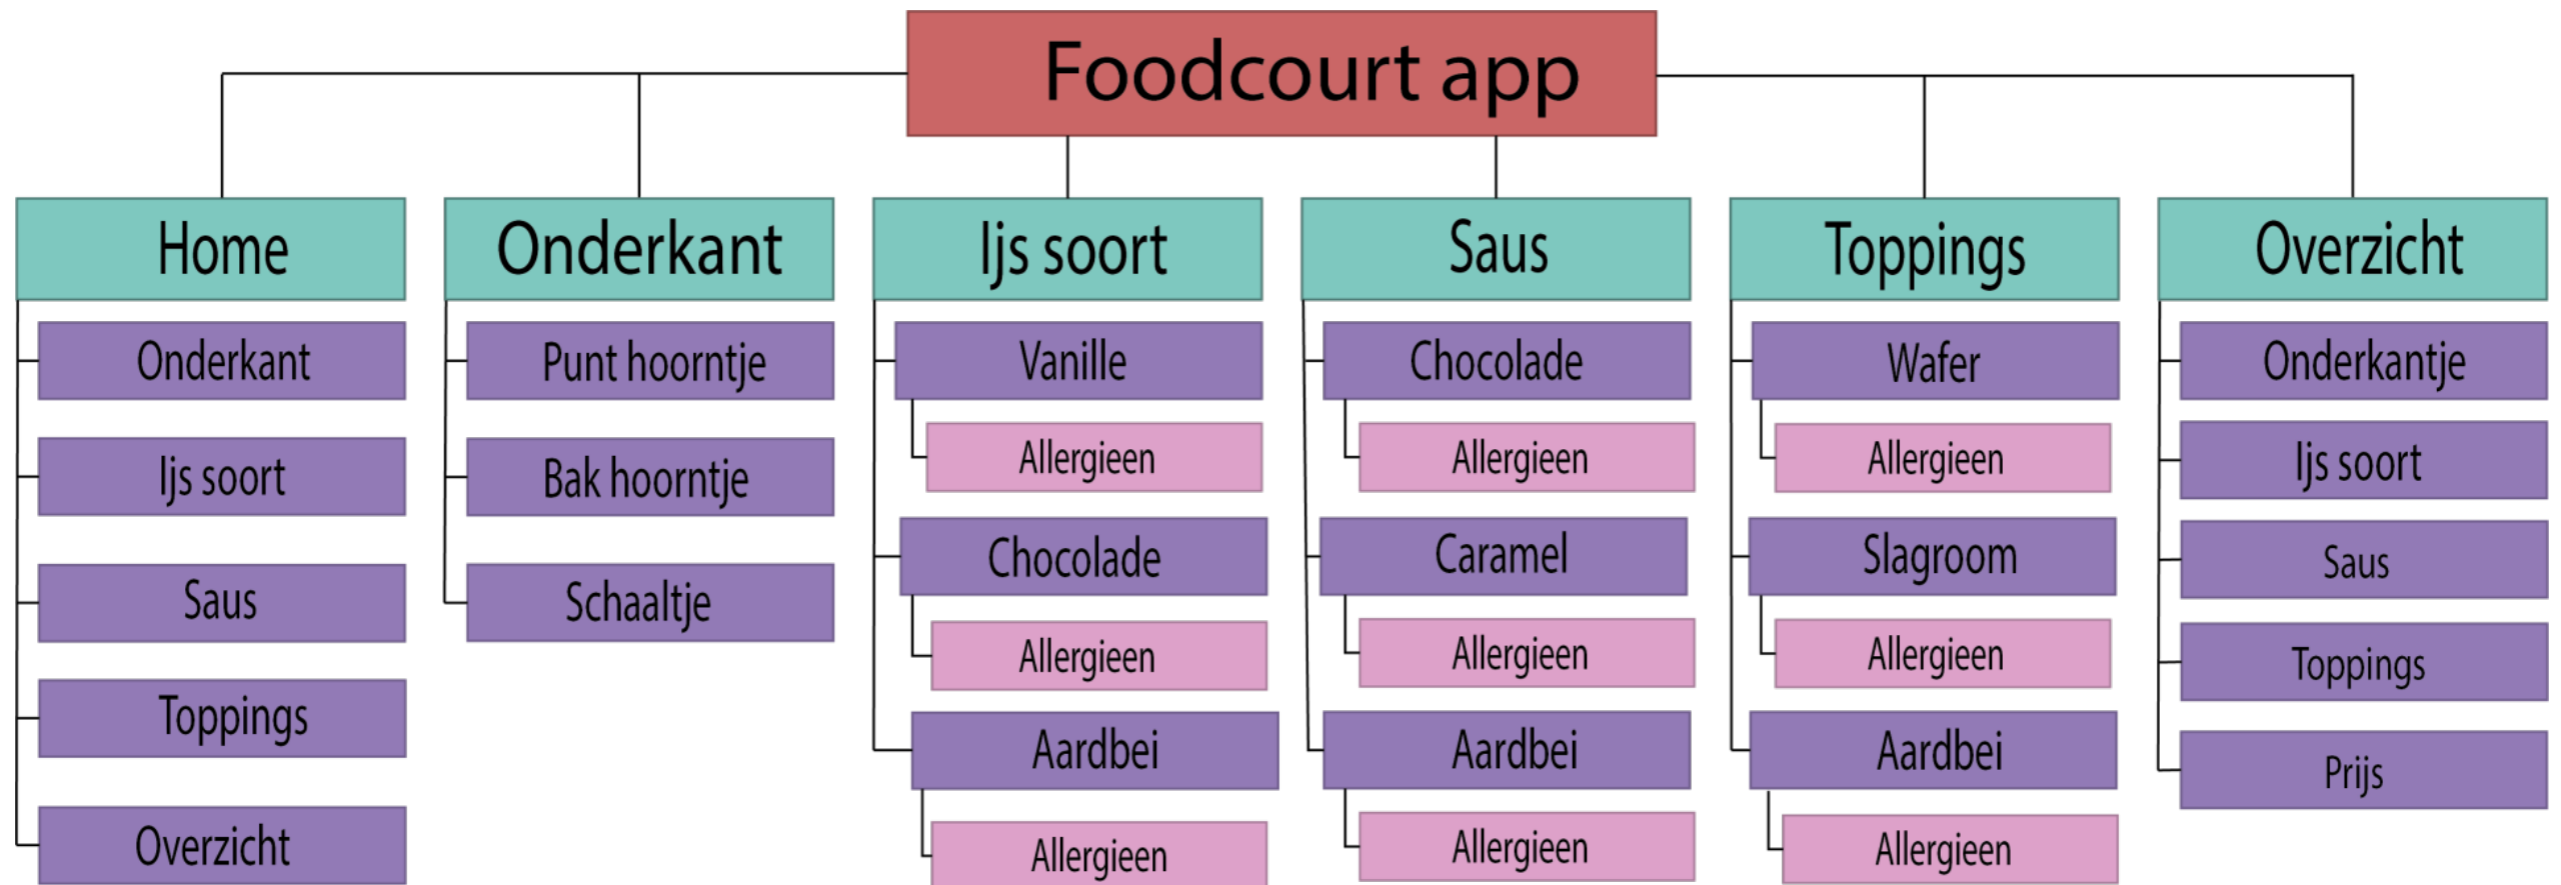 Foodcourt app
Home
Onderkant
Ijs soort
Saus
Toppings
Overzicht
Onderkant
Ijs soort
Saus
Toppings
Overzicht
Punt hoorntje
Bak hoorntje
Schaaltje
Vanille
Allergieen
Chocolade
Allergieen
Aardbei
Allergieen
Chocolade
Allergieen
Caramel
Allergieen
Aardbei
Allergieen
Wafer
Allergieen
Slagroom
Allergieen
Aardbei
Allergieen
Onderkantje
Ijs soort
Saus
Toppings
Prijs